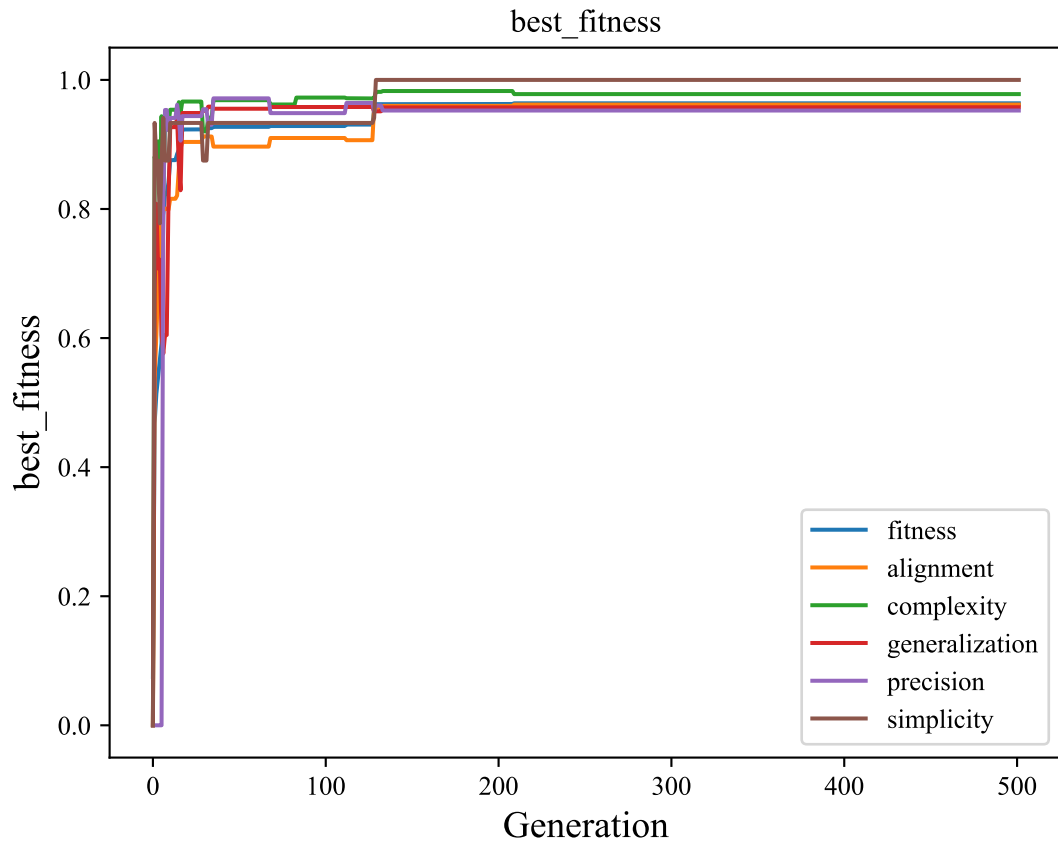 best_fitness
best_fitness
1.0
0.8
0.6
0.4
0.2
0.0
fitness
alignment
complexity
generalization
precision
simplicity
0 100 200 300 400 500
Generation